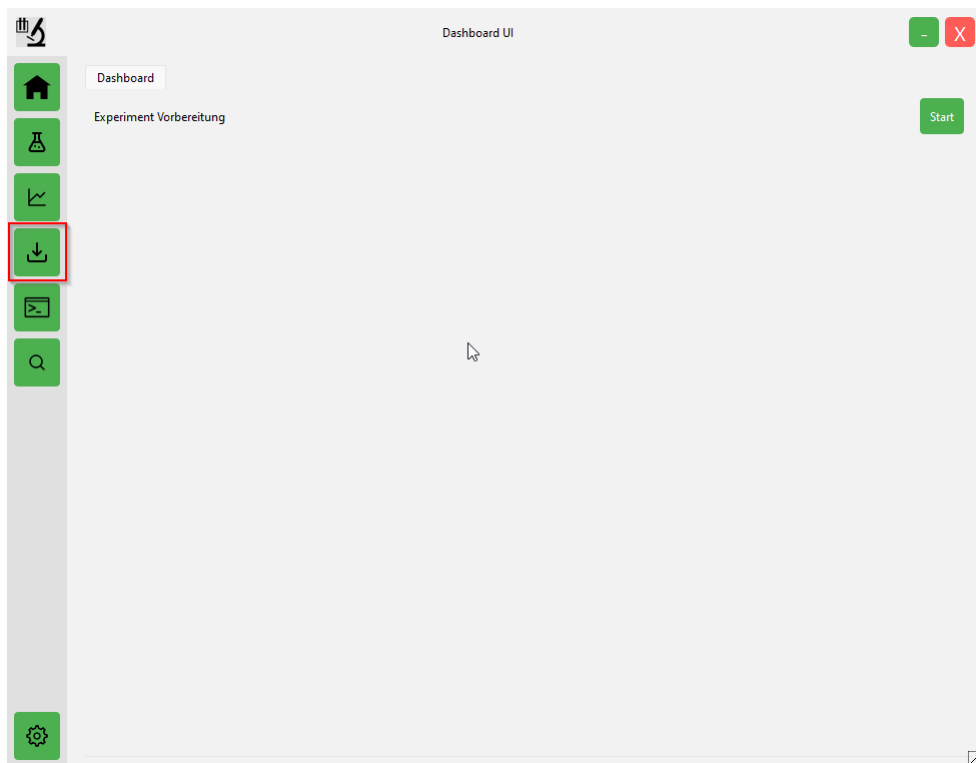 Dashboard UI
-
X
Dashboard
Experiment Vorbereitung
Start
>_